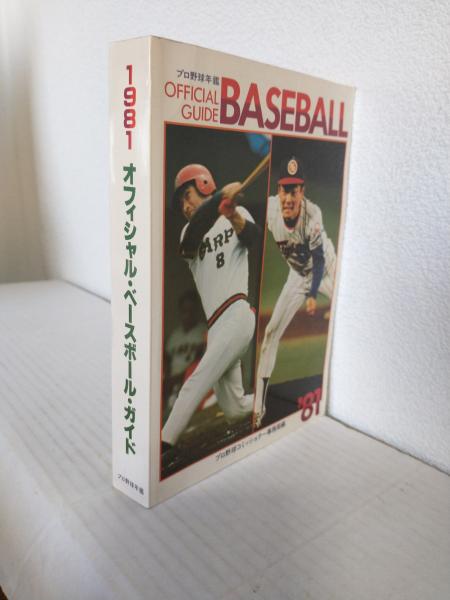 1981 オフィシャル・ベースボール・ガイド
プロ野球年鑑
プロ野球年鑑
OFFICIAL
GUIDE
BASEBALL
CARP
8
'81
プロ野球コミッショナー事務局編